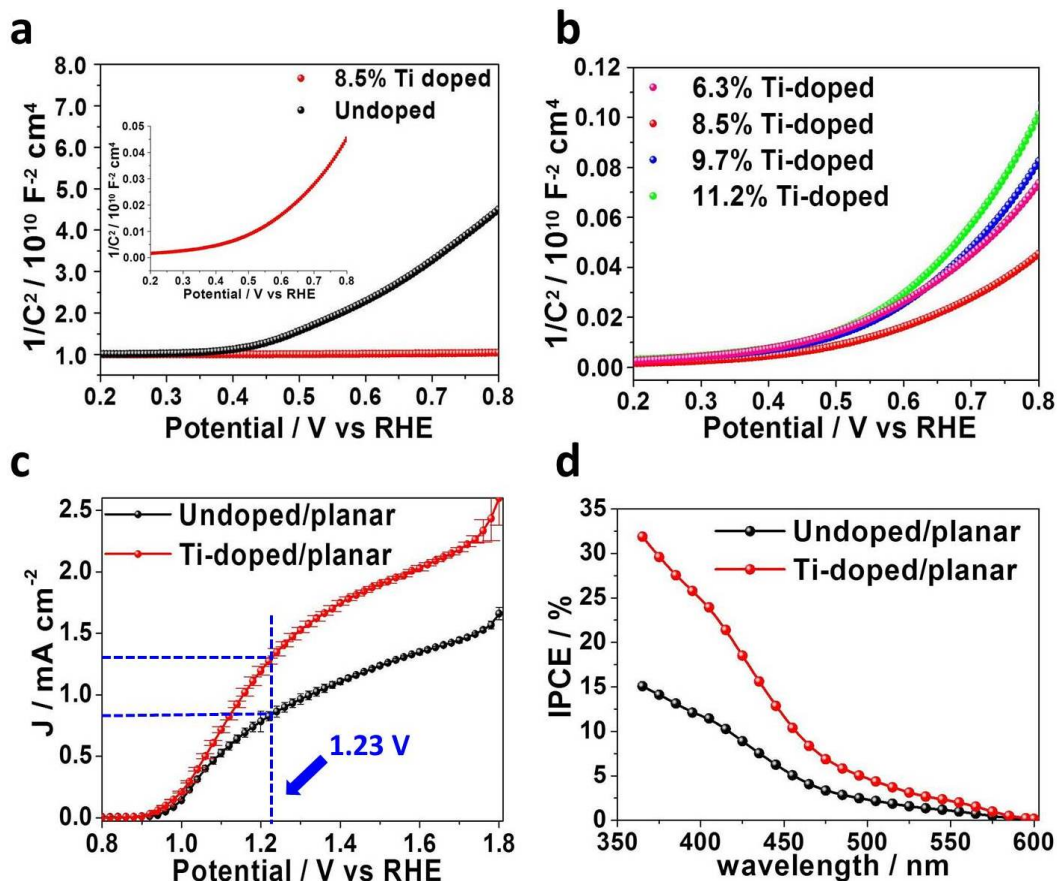 a
8.0
7.0
6.0
5.0
4.0
3.0
2.0
1.0
1/C² / 10¹⁰ F⁻² cm⁴
8.5% Ti doped
Undoped
0.05
0.04
0.03
0.02
0.01
0.00
1/C² / 10¹⁰ F⁻² cm⁴
0.2 0.3 0.4 0.5 0.6 0.7 0.8
Potential / V vs RHE
0.2 0.3 0.4 0.5 0.6 0.7 0.8
Potential / V vs RHE
b
0.12
0.10
0.08
0.06
0.04
0.02
0.00
1/C² / 10¹⁰ F⁻² cm⁴
6.3% Ti-doped
8.5% Ti-doped
9.7% Ti-doped
11.2% Ti-doped
0.2 0.3 0.4 0.5 0.6 0.7 0.8
Potential / V vs RHE
c
2.5
2.0
1.5
1.0
0.5
0.0
J / mA cm⁻²
Undoped/planar
Ti-doped/planar
1.23 V
0.8 1.0 1.2 1.4 1.6 1.8
Potential / V vs RHE
d
35
30
25
20
15
10
5
0
IPCE / %
Undoped/planar
Ti-doped/planar
350 400 450 500 550 600
wavelength / nm